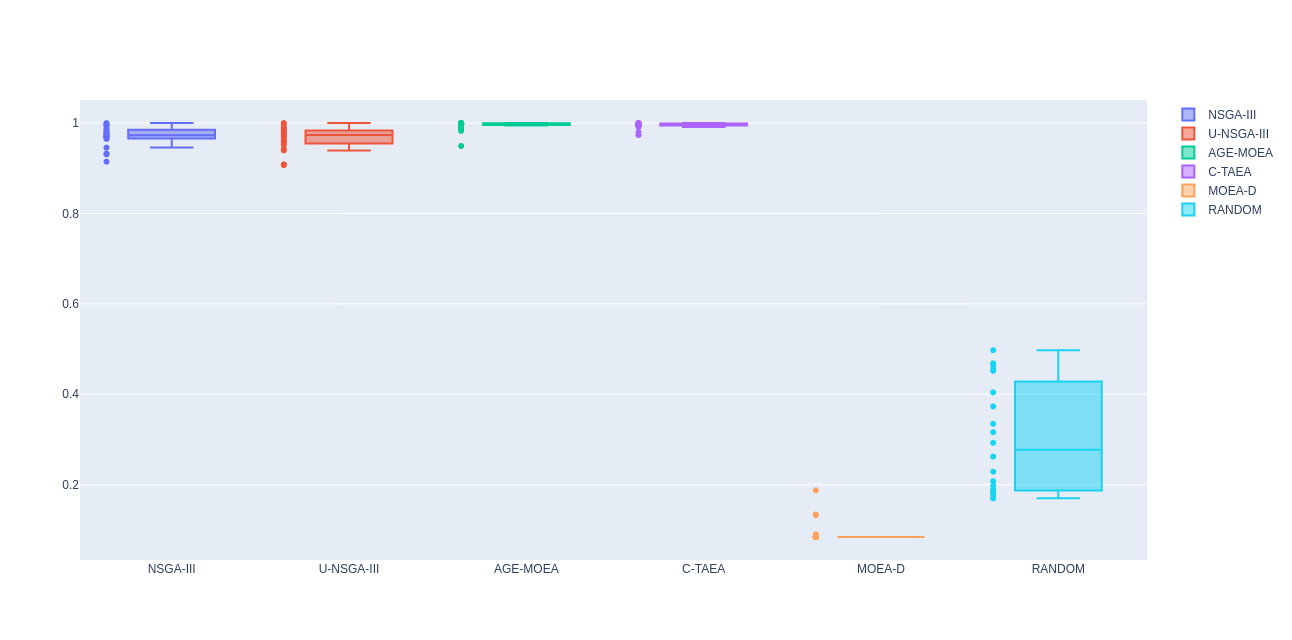 1
0.8
0.6
0.4
0.2
NSGA-III
U-NSGA-III
AGE-MOEA
C-TAEA
MOEA-D
RANDOM
NSGA-III
U-NSGA-III
AGE-MOEA
C-TAEA
MOEA-D
RANDOM